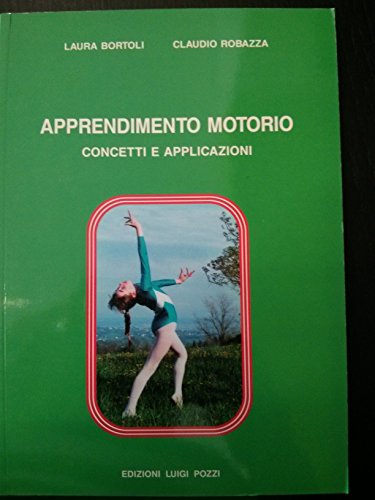 LAURA BORTOLI CLAUDIO ROBAZZA
APPRENDIMENTO MOTORIO
CONCETTI E APPLICAZIONI
EDIZIONI LUIGI POZZI